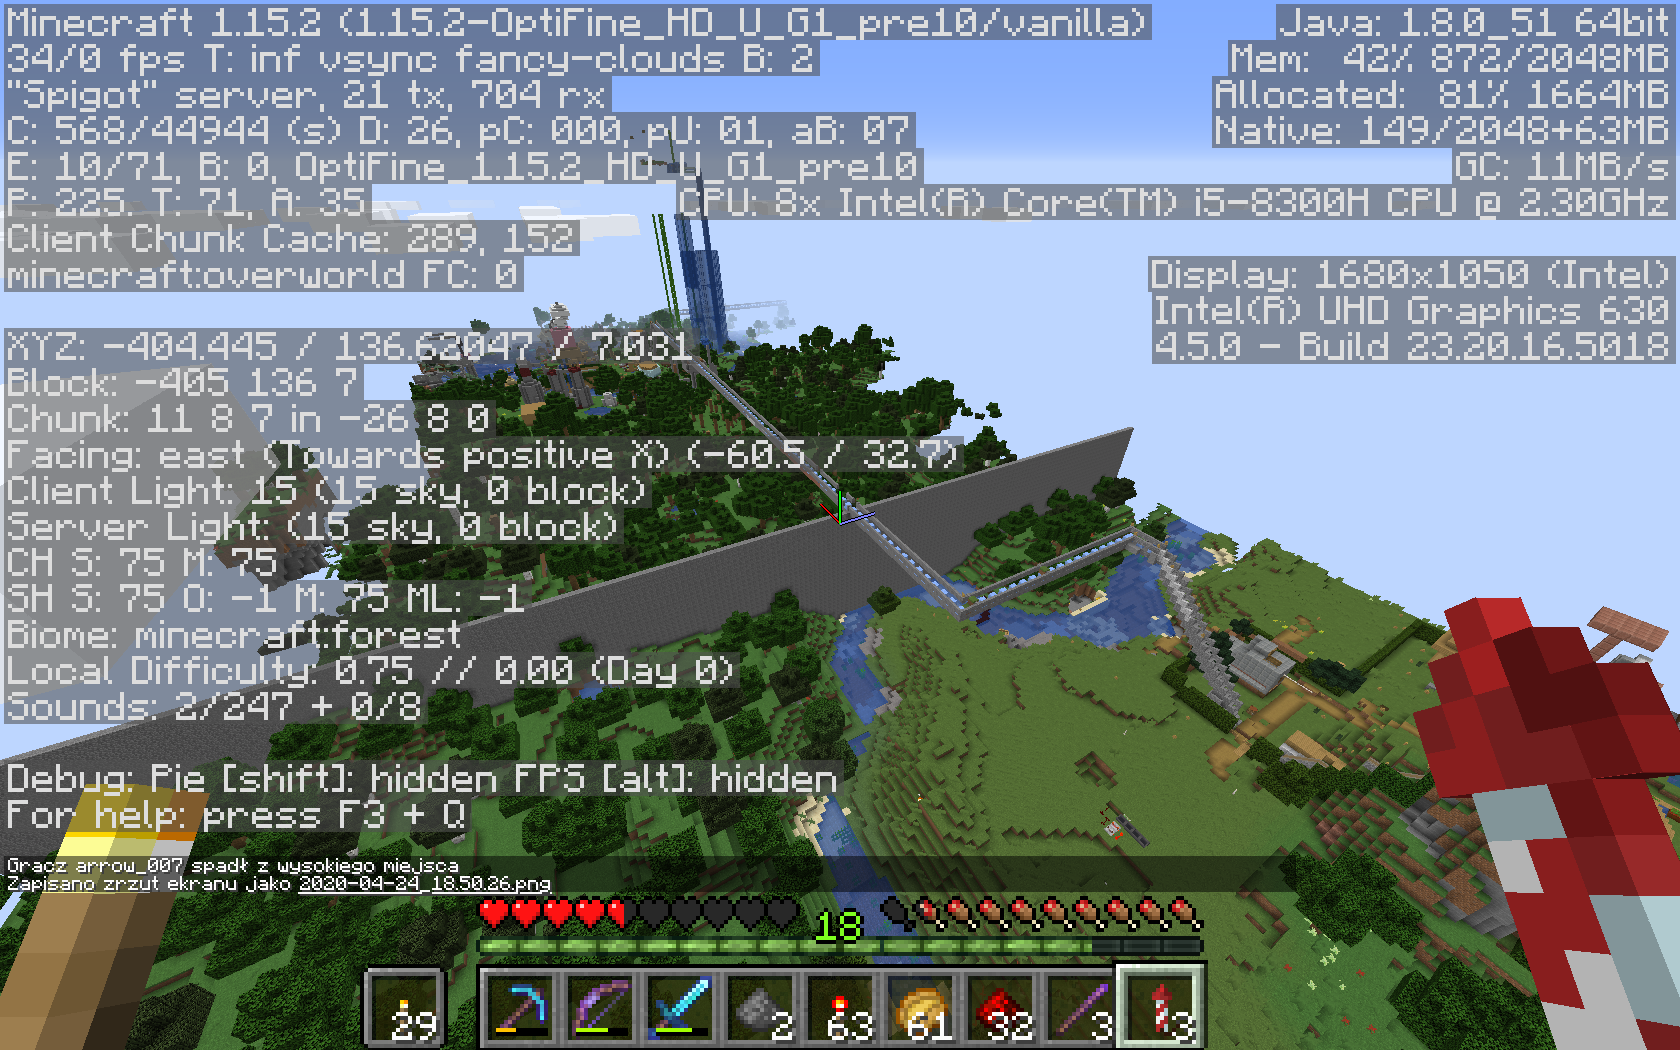 Minecraft 1.15.2 (1.15.2-OptiFine_HD_U_G1_pre10/vanilla)
34/0 fps T: inf vsync fancy-clouds B: 2
"Spigot" server, 21 tx, 704 rx
C: 568/44944 (s) D: 26, pC: 000, pU: 01, aB: 07
E: 10/71, B: 0, OptiFine_1.15.2_HD_U_G1_pre10
P: 225, T: 71, A: 35
Client Chunk Cache: 289, 152
minecraft:overworld FC: 0
XYZ: -404.445 / 136.63047 / 7.031
Block: -405 136 7
Chunk: 11 8 7 in -26 8 0
Facing: east (Towards positive X) (-60.5 / 32.7)
Client Light: 15 (15 sky, 0 block)
Server Light: (15 sky, 0 block)
CH S: 75 M: 75
SH S: 75 O: -1 M: 75 ML: -1
Biome: minecraft:forest
Local Difficulty: 0.75 // 0.00 (Day 0)
Sounds: 2/247 + 0/8
Debug: Pie [shift]: hidden FPS [alt]: hidden
For help: press F3 + Q
Java: 1.8.0_51 64bit
Mem: 42% 872/2048MB
Allocated: 81% 1664MB
Native: 149/2048+63MB
GC: 11MB/s
CPU: 8x Intel(R) Core(TM) i5-8300H CPU @ 2.30GHz
Display: 1680x1050 (Intel)
Intel(R) UHD Graphics 630
4.5.0 - Build 23.20.16.5018
Gracz arrow_007 spadł z wysokiego miejsca
Zapisano zrzut ekranu jako 2020-04-24_18.50.26.png
18
29
2
63
61
32
3
3